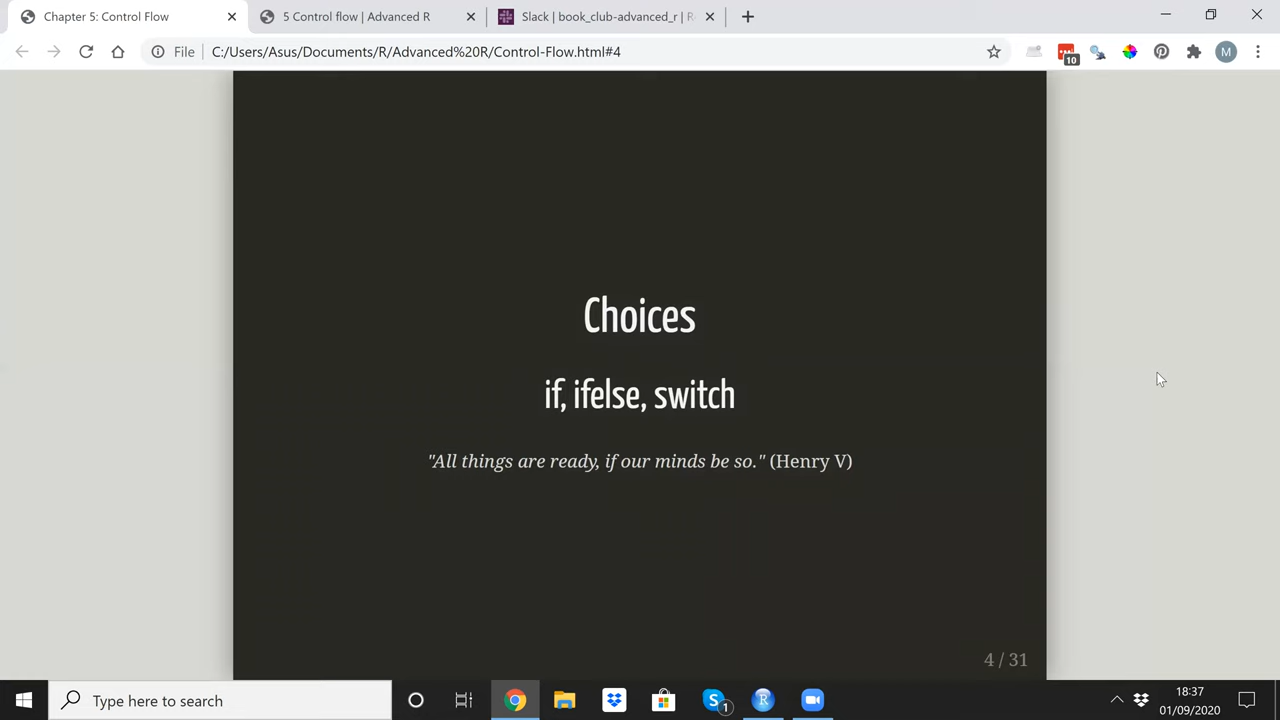 Chapter 5: Control Flow
5 Control flow | Advanced R
Slack | book_club-advanced_r | R
File
C:/Users/Asus/Documents/R/Advanced%20R/Control-Flow.html#4
10
M
Choices
if, ifelse, switch
"All things are ready, if our minds be so." (Henry V)
4 / 31
Type here to search
S
1
R
18:37
01/09/2020